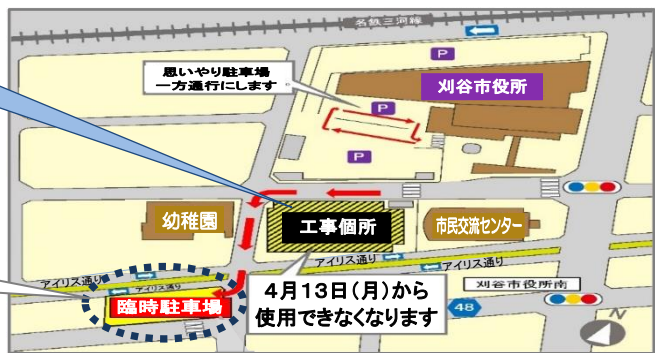 名鉄三河線
P
思いやり駐車場
一方通行にします
刈谷市役所
P
P
幼稚園
工事個所
市民交流センター
アイリス通り
アイリス通り
アイリス通り
アイリス通り
臨時駐車場
4月13日(月)から
使用できなくなります
刈谷市役所南
48
N